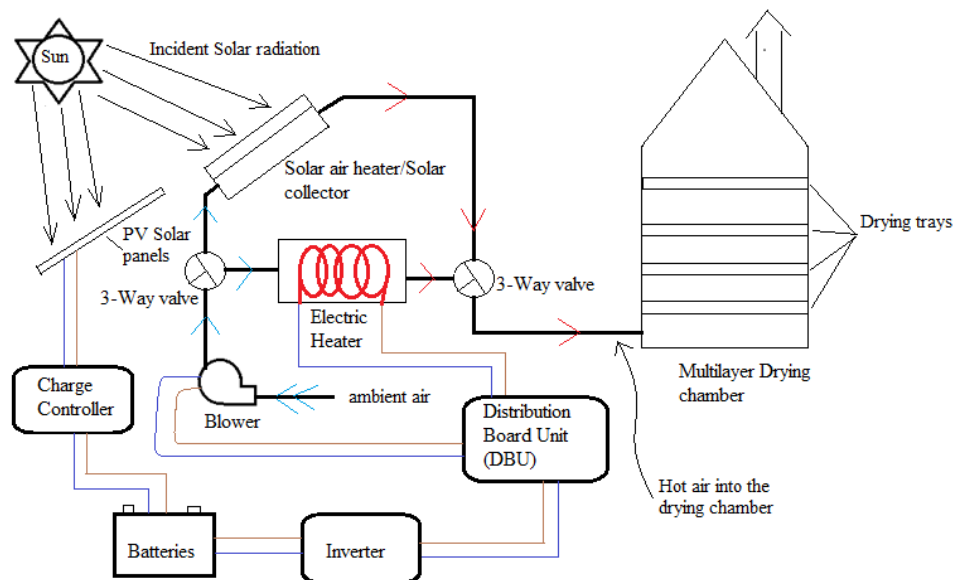 Sun
Incident Solar radiation
Solar air heater/Solar
collector
PV Solar
panels
3-Way valve
Electric
Heater
3-Way valve
Drying trays
Multilayer Drying
chamber
Charge
Controller
Blower
ambient air
Distribution
Board Unit
(DBU)
Hot air into the
drying chamber
Batteries
Inverter